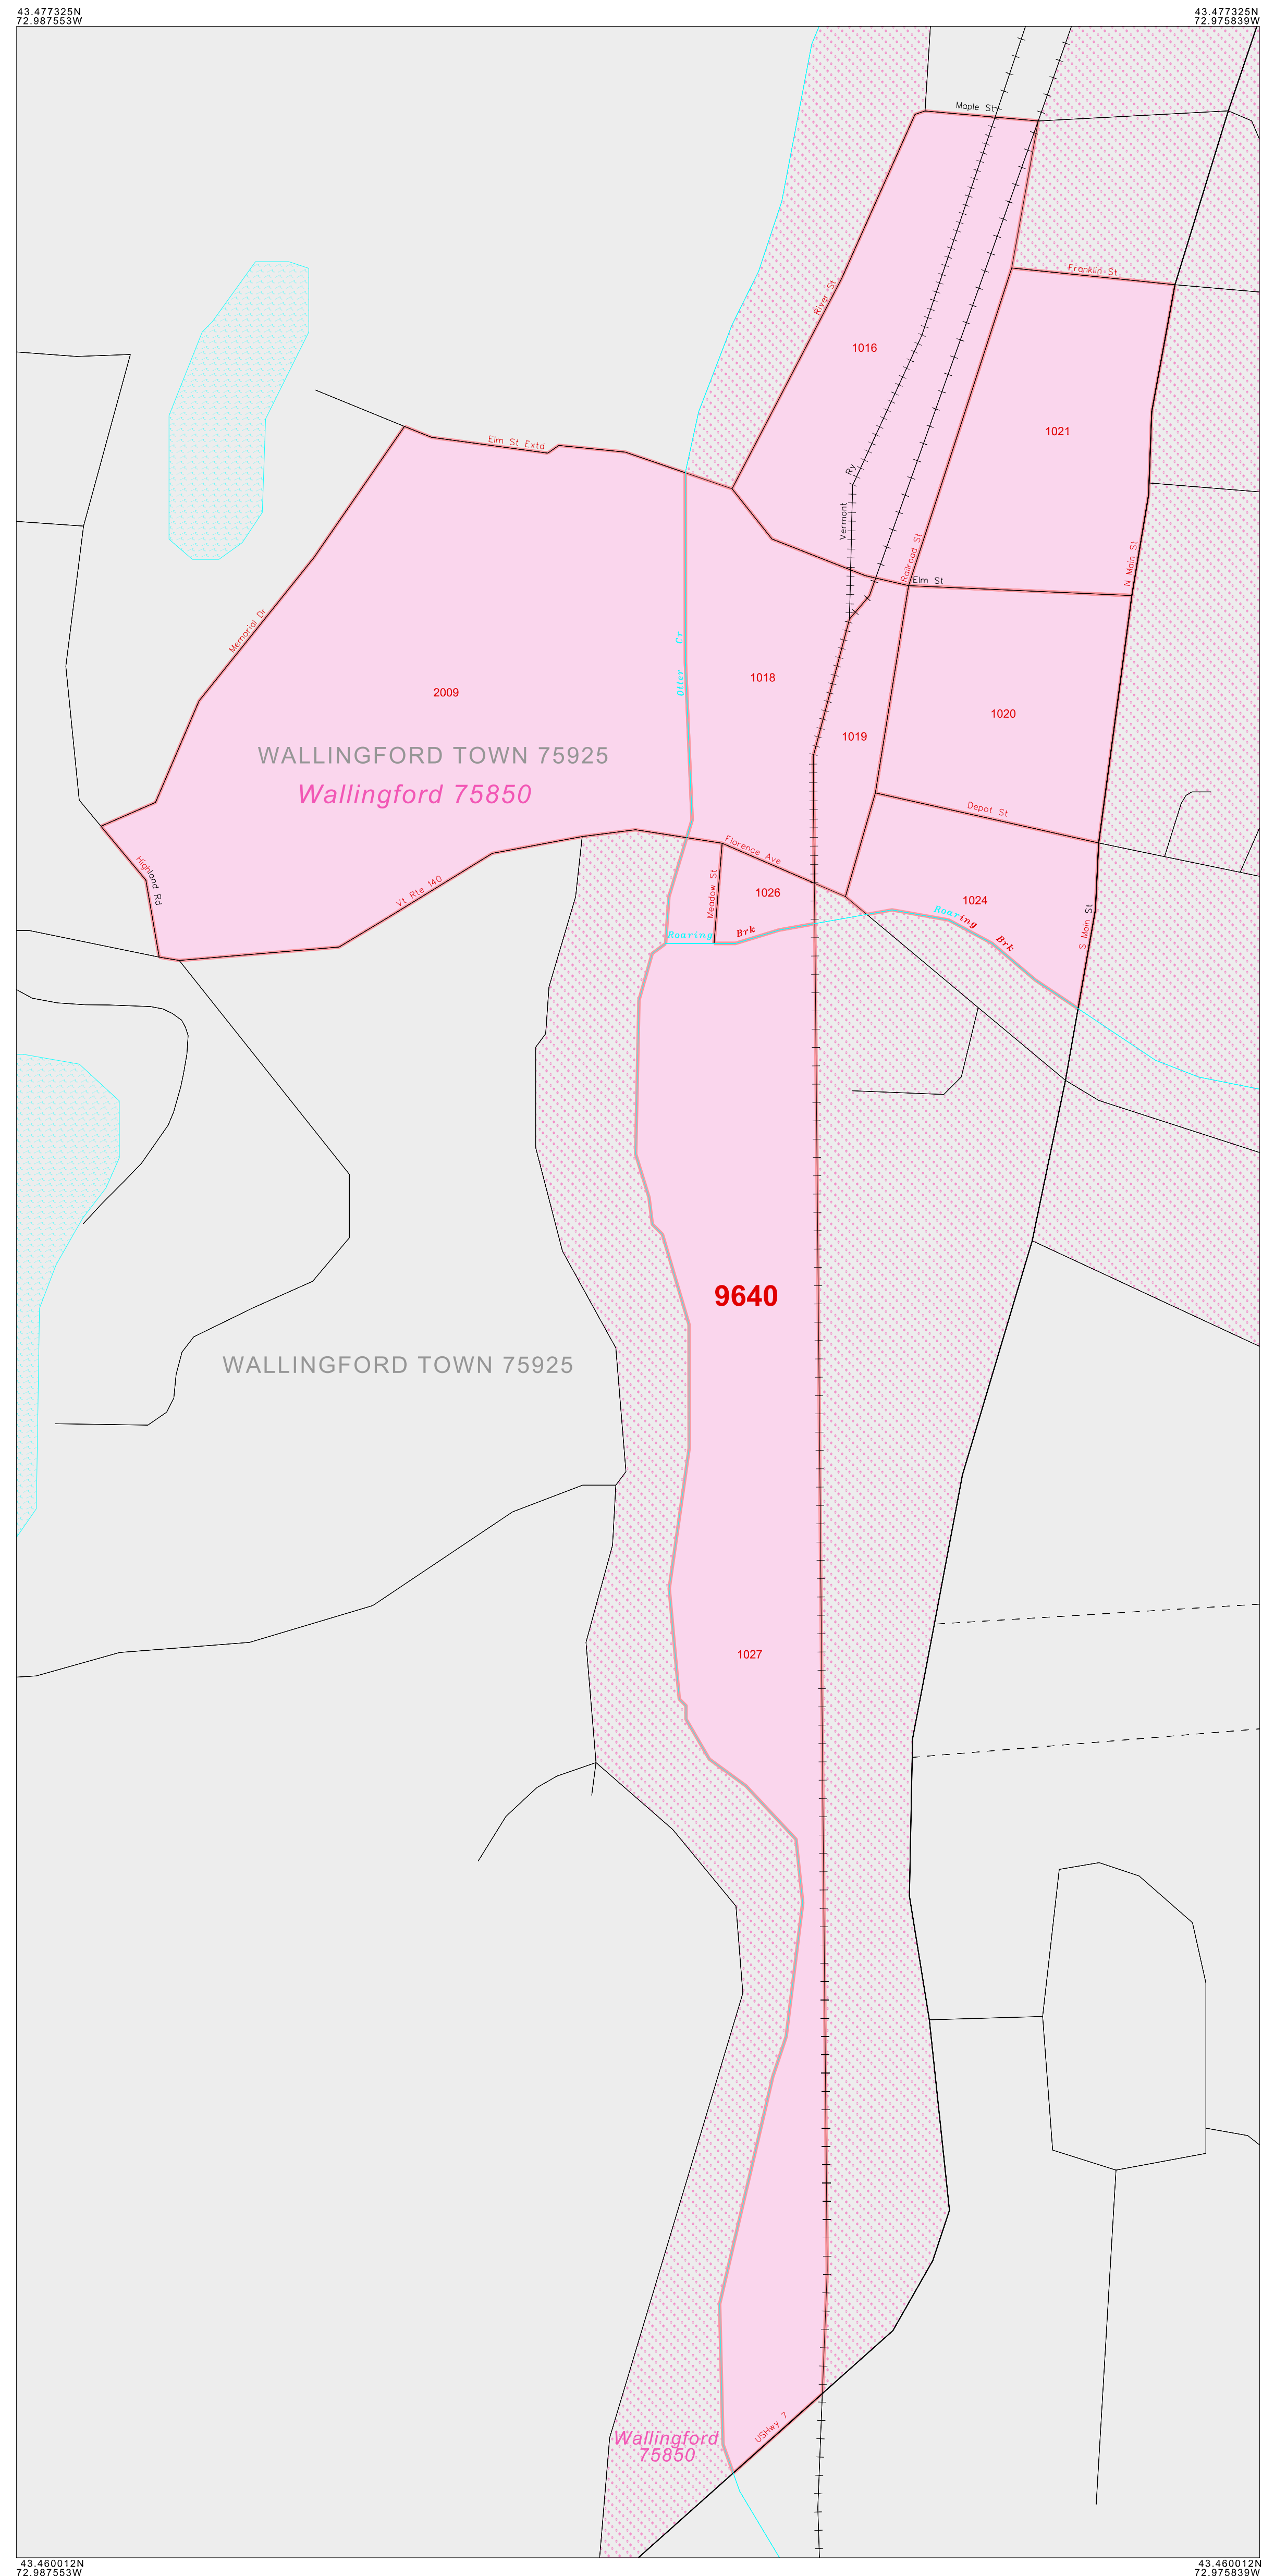 43.477325N
72.987553W
43.477325N
72.975839W
Maple St
Franklin St
River St
1016
1021
Elm St Extd
Ry
Vermont
Railroad St
N Main St
Elm St
Memorial Dr
Otter Cr
1018
2009
1020
1019
WALLINGFORD TOWN 75925
Wallingford 75850
Depot St
Florence Ave
Highland Rd
Vt Rte 140
Meadow St
1026
1024
Roaring Brk
Roaring Brk
S Main St
9640
WALLINGFORD TOWN 75925
1027
USHwy 7
Wallingford
75850
43.460012N
72.987553W
43.460012N
72.975839W